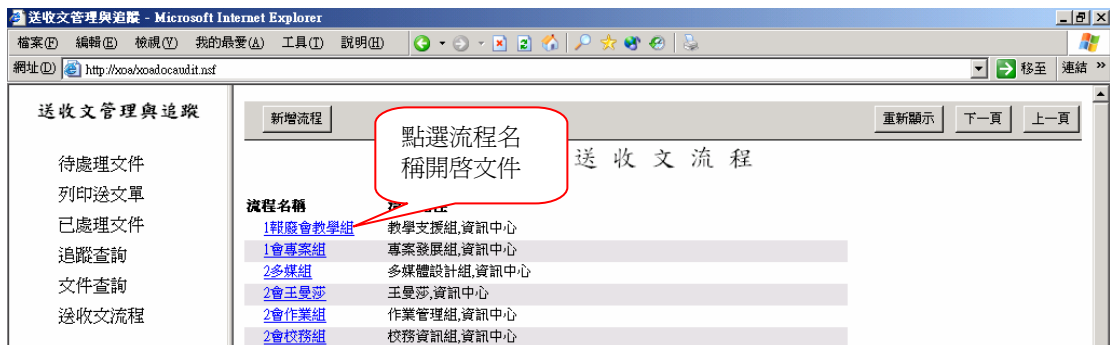 送收文管理與追蹤 - Microsoft Internet Explorer
檔案(F) 編輯(E) 檢視(V) 我的最愛(A) 工具(T) 說明(H)
網址(D) http://xoa/xoadocaudit.nsf 移至 連結 »
送收文管理與追蹤
待處理文件
列印送文單
已處理文件
追蹤查詢
文件查詢
送收文流程
新增流程 重新顯示 下一頁 上一頁
點選流程名
稱開啓文件
送收文流程
流程名稱
1報廢會教學組 教學支援組,資訊中心
1會專案組 專案發展組,資訊中心
2多媒組 多媒體設計組,資訊中心
2會王曼莎 王曼莎,資訊中心
2會作業組 作業管理組,資訊中心
2會校務組 校務資訊組,資訊中心